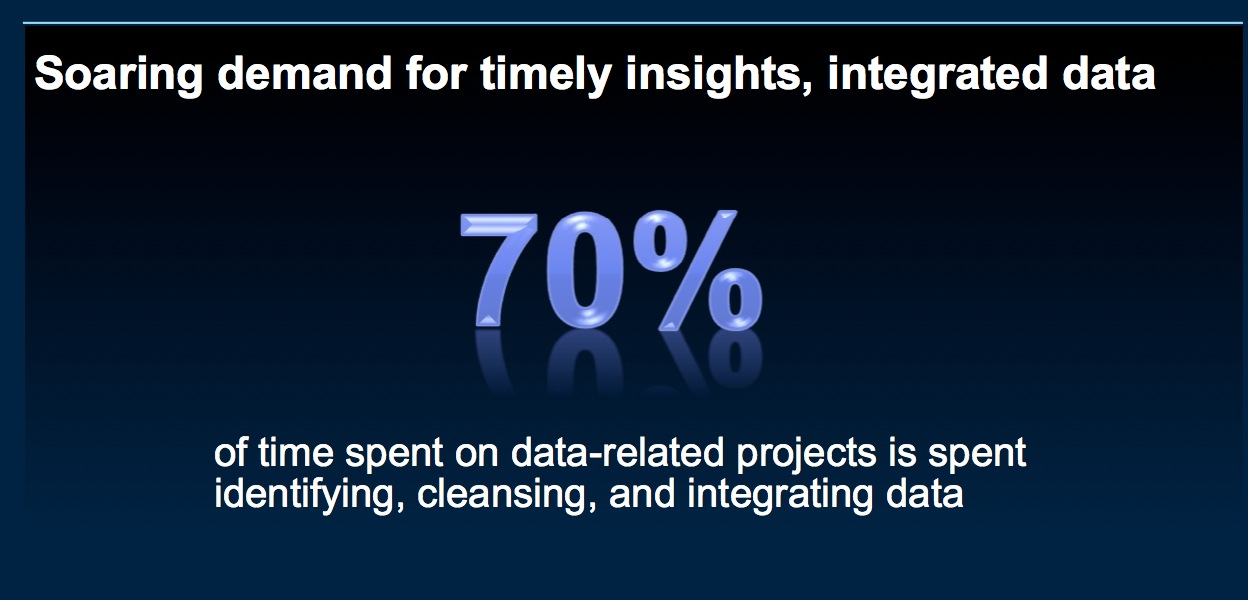 Soaring demand for timely insights, integrated data
70%
of time spent on data-related projects is spent
identifying, cleansing, and integrating data